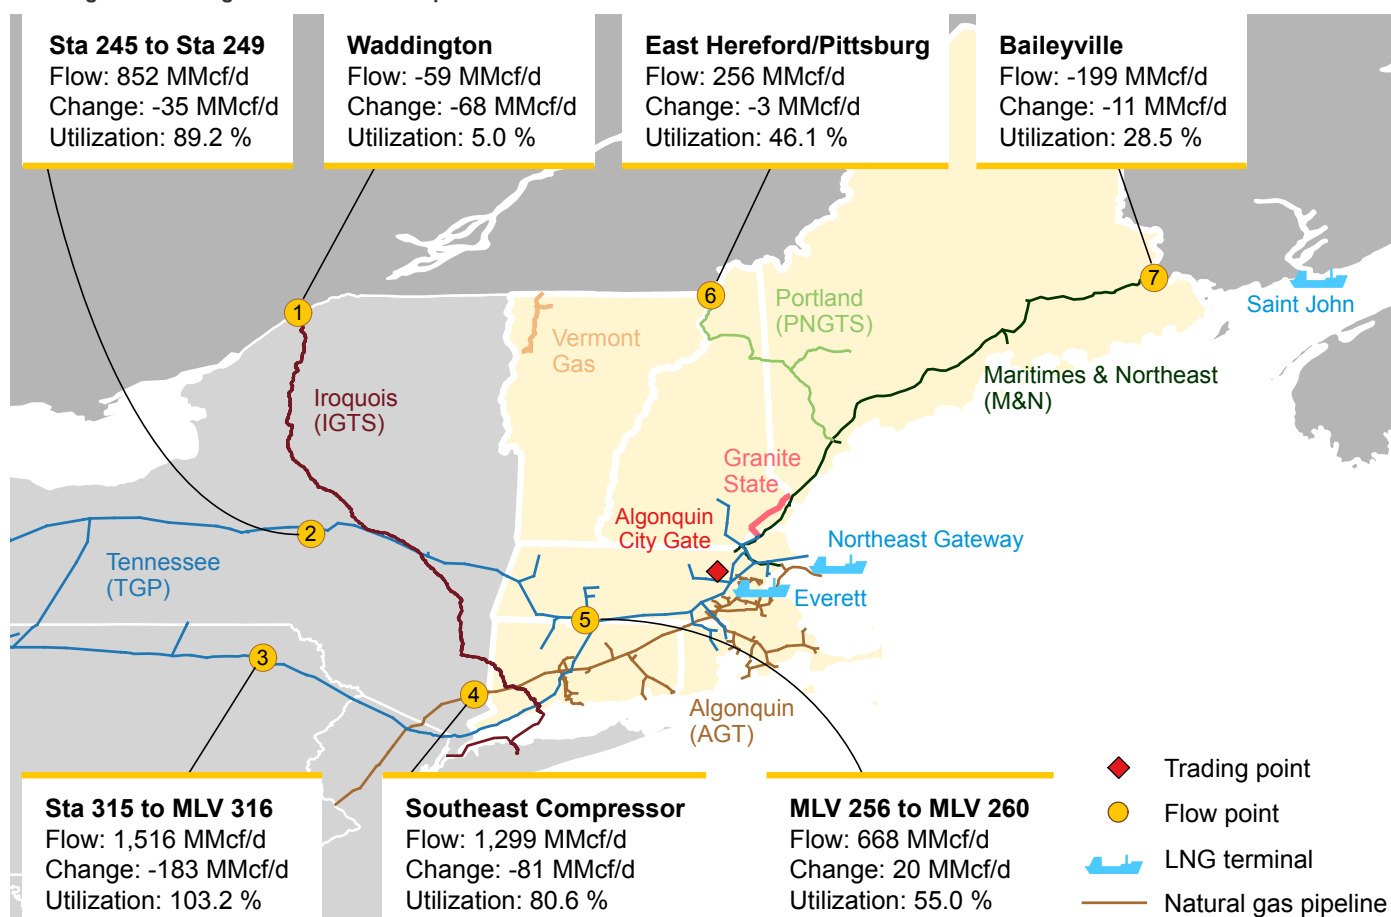 Sta 245 to Sta 249
Flow: 852 MMcf/d
Change: -35 MMcf/d
Utilization: 89.2 %
Waddington
Flow: -59 MMcf/d
Change: -68 MMcf/d
Utilization: 5.0 %
East Hereford/Pittsburg
Flow: 256 MMcf/d
Change: -3 MMcf/d
Utilization: 46.1 %
Baileyville
Flow: -199 MMcf/d
Change: -11 MMcf/d
Utilization: 28.5 %
1
6
7
Portland
(PNGTS)
Saint John
Vermont
Gas
Maritimes & Northeast
(M&N)
Iroquois
(IGTS)
Granite
State
Algonquin
City Gate
2
Northeast Gateway
Tennessee
(TGP)
Everett
5
3
4
Algonquin
(AGT)
Sta 315 to MLV 316
Flow: 1,516 MMcf/d
Change: -183 MMcf/d
Utilization: 103.2 %
Southeast Compressor
Flow: 1,299 MMcf/d
Change: -81 MMcf/d
Utilization: 80.6 %
MLV 256 to MLV 260
Flow: 668 MMcf/d
Change: 20 MMcf/d
Utilization: 55.0 %
Trading point
Flow point
LNG terminal
Natural gas pipeline